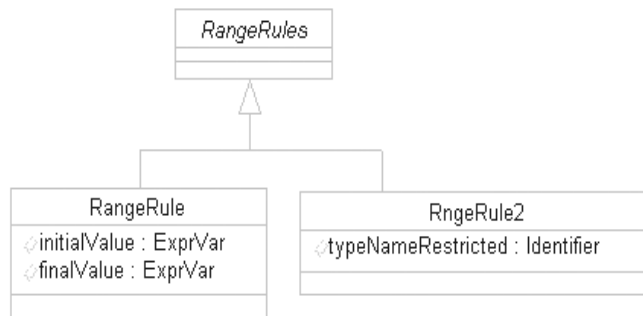 RangeRules
RangeRule
initialValue : ExprVar
finalValue : ExprVar
RngeRule2
typeNameRestricted : Identifier